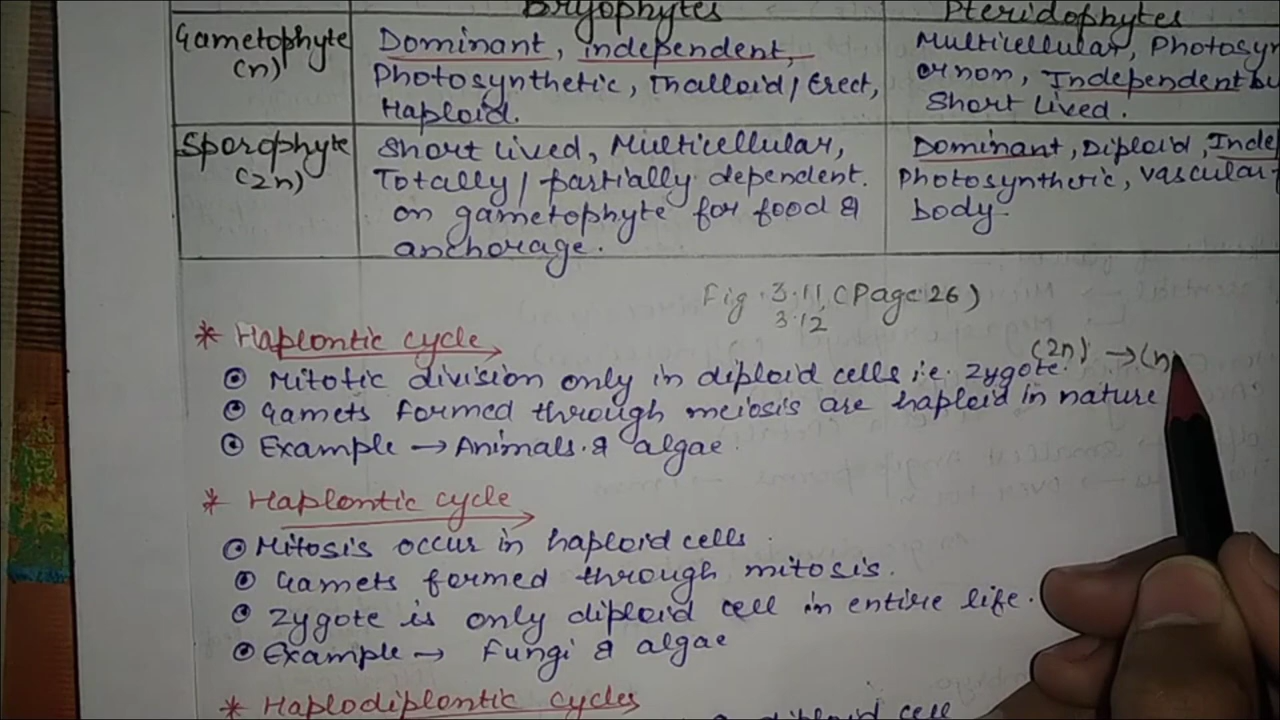 Bryophytes Pteridophytes
Gametophyte (n) Dominant, independent, Photosynthetic, Thalloid / Erect, Haploid.
Multicellular, Photosyn or non, Independent bu Short Lived.
Sporophyte (2n) Short lived, Multicellular, Totally / partially dependent. on gametophyte for food & anchorage.
Dominant, Diploid, Inde Photosynthetic, vascular body
Fig. 3.11, (Page 26)
3.12
* Haplontic cycle
Mitotic division only in diploid cells i.e. zygote. (2n) → (n
Gamets formed through meiosis are haploid in nature
Example → Animals. & algae
* Haplontic cycle
Mitosis occur in haploid cells
Gamets formed through mitosis.
Zygote is only diploid cell in entire life.
Example → Fungi & algae
* Haplodiplontic cycles
diploid cell